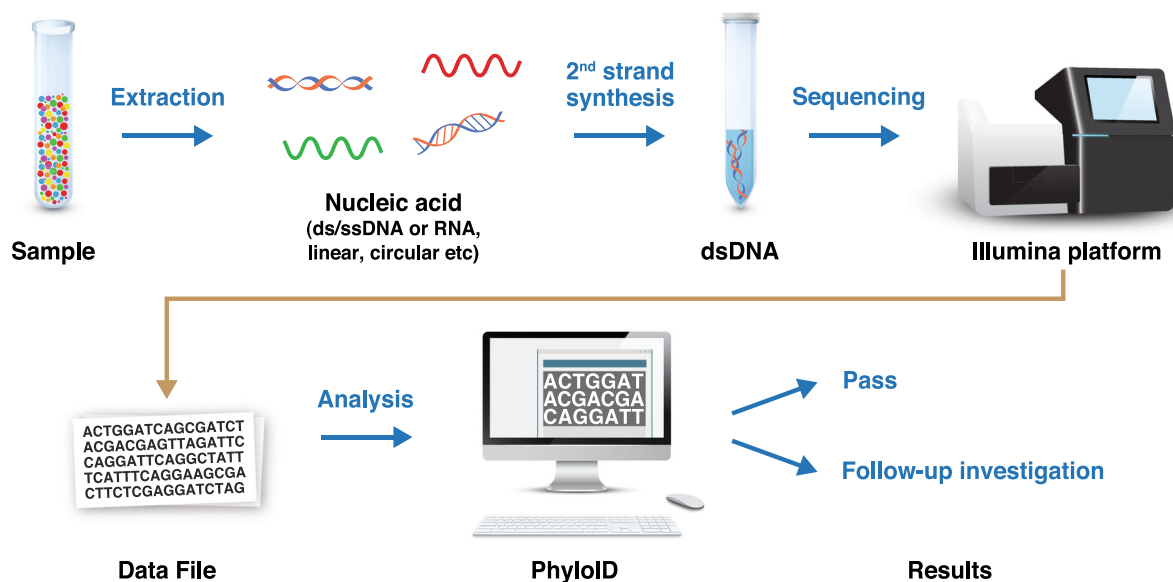 Extraction
2nd strand
synthesis
Sequencing
Nucleic acid
(ds/ssDNA or RNA,
linear, circular etc)
Sample
dsDNA
Illumina platform
ACTGGATCAGCGATCT
ACGACGAGTTAGATTC
CAGGATTCAGGCTATT
TCATTTCAGGAAGCGA
CTTCTCGAGGATCTAG
Analysis
ACTGGAT
ACGACGA
CAGGATT
Pass
Follow-up investigation
Data File
PhyloID
Results